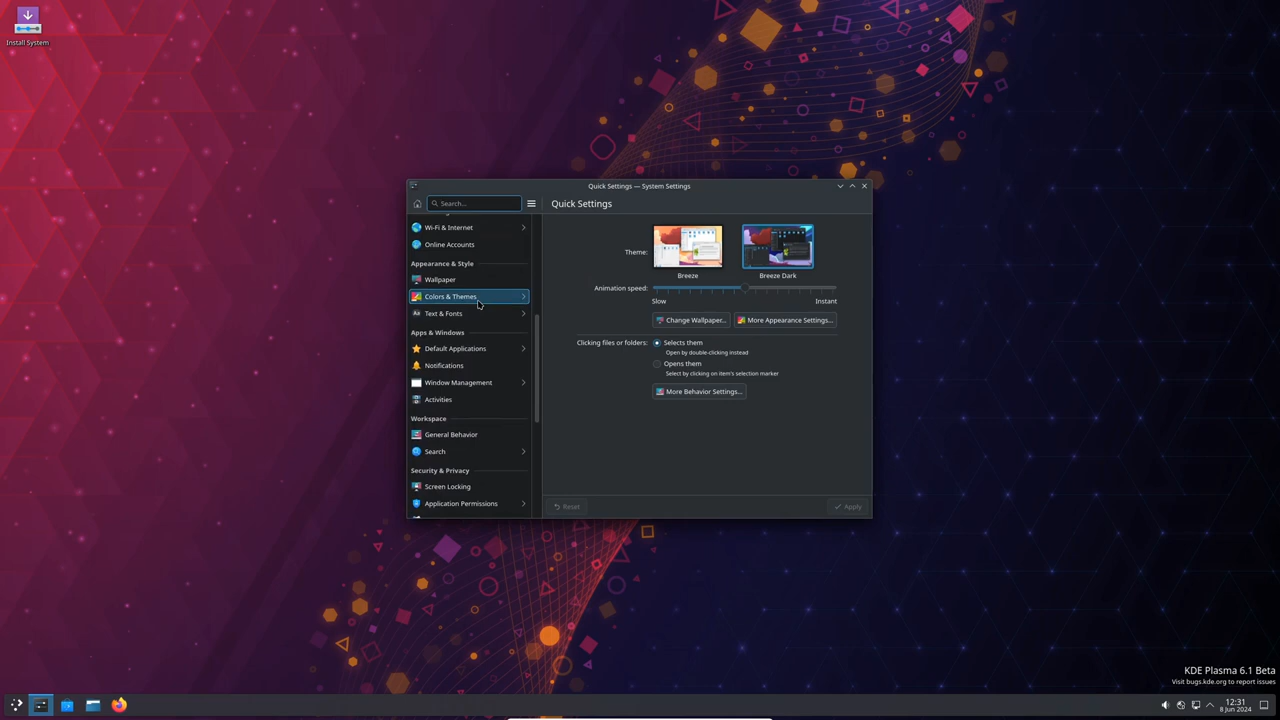 Install System
Quick Settings — System Settings
Search...
Quick Settings
Wi-Fi & Internet
Online Accounts
Appearance & Style
Wallpaper
Colors & Themes
Text & Fonts
Apps & Windows
Default Applications
Notifications
Window Management
Activities
Workspace
General Behavior
Search
Security & Privacy
Screen Locking
Application Permissions
Theme:
Breeze
Breeze Dark
Animation speed:
Slow
Instant
Change Wallpaper...
More Appearance Settings...
Clicking files or folders:
Selects them
Open by double-clicking instead
Opens them
Select by clicking on item's selection marker
More Behavior Settings...
Reset
Apply
KDE Plasma 6.1 Beta
Visit bugs.kde.org to report issues
12:31
8 Jun 2024